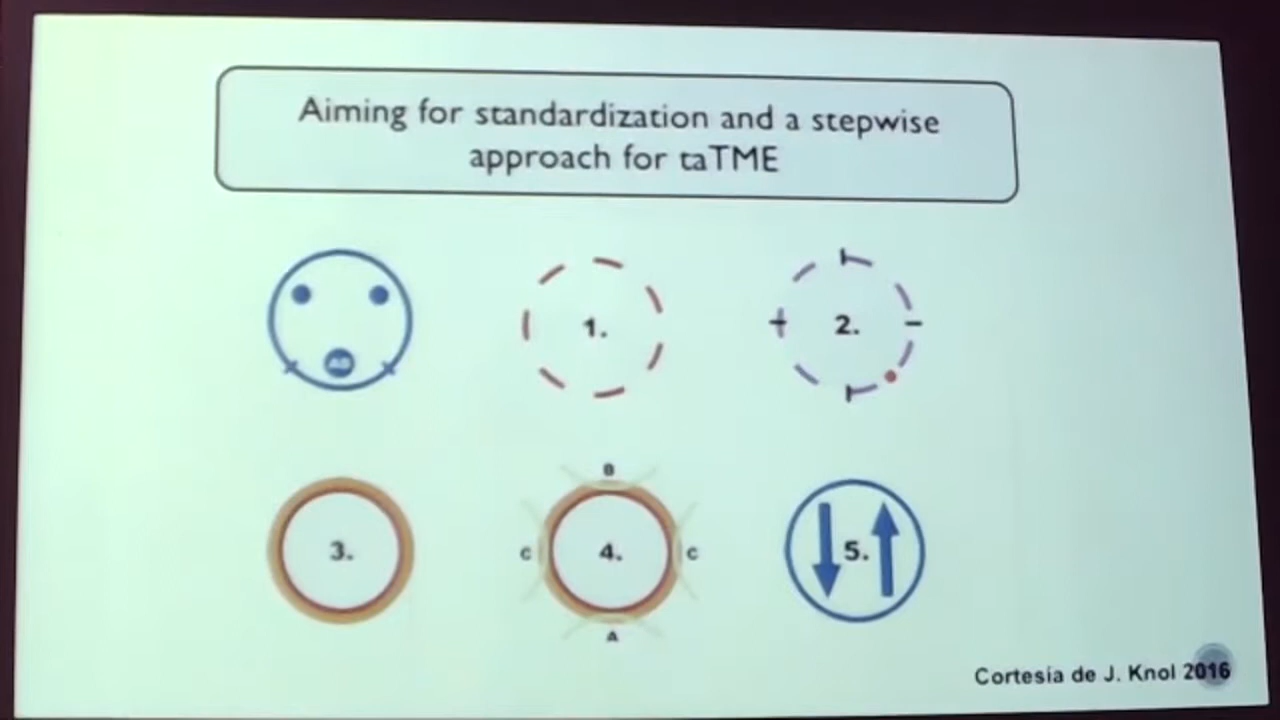 Aiming for standardization and a stepwise
approach for taTME
1.
2.
3.
B
C
4.
C
A
5.
Cortesía de J. Knol 2016